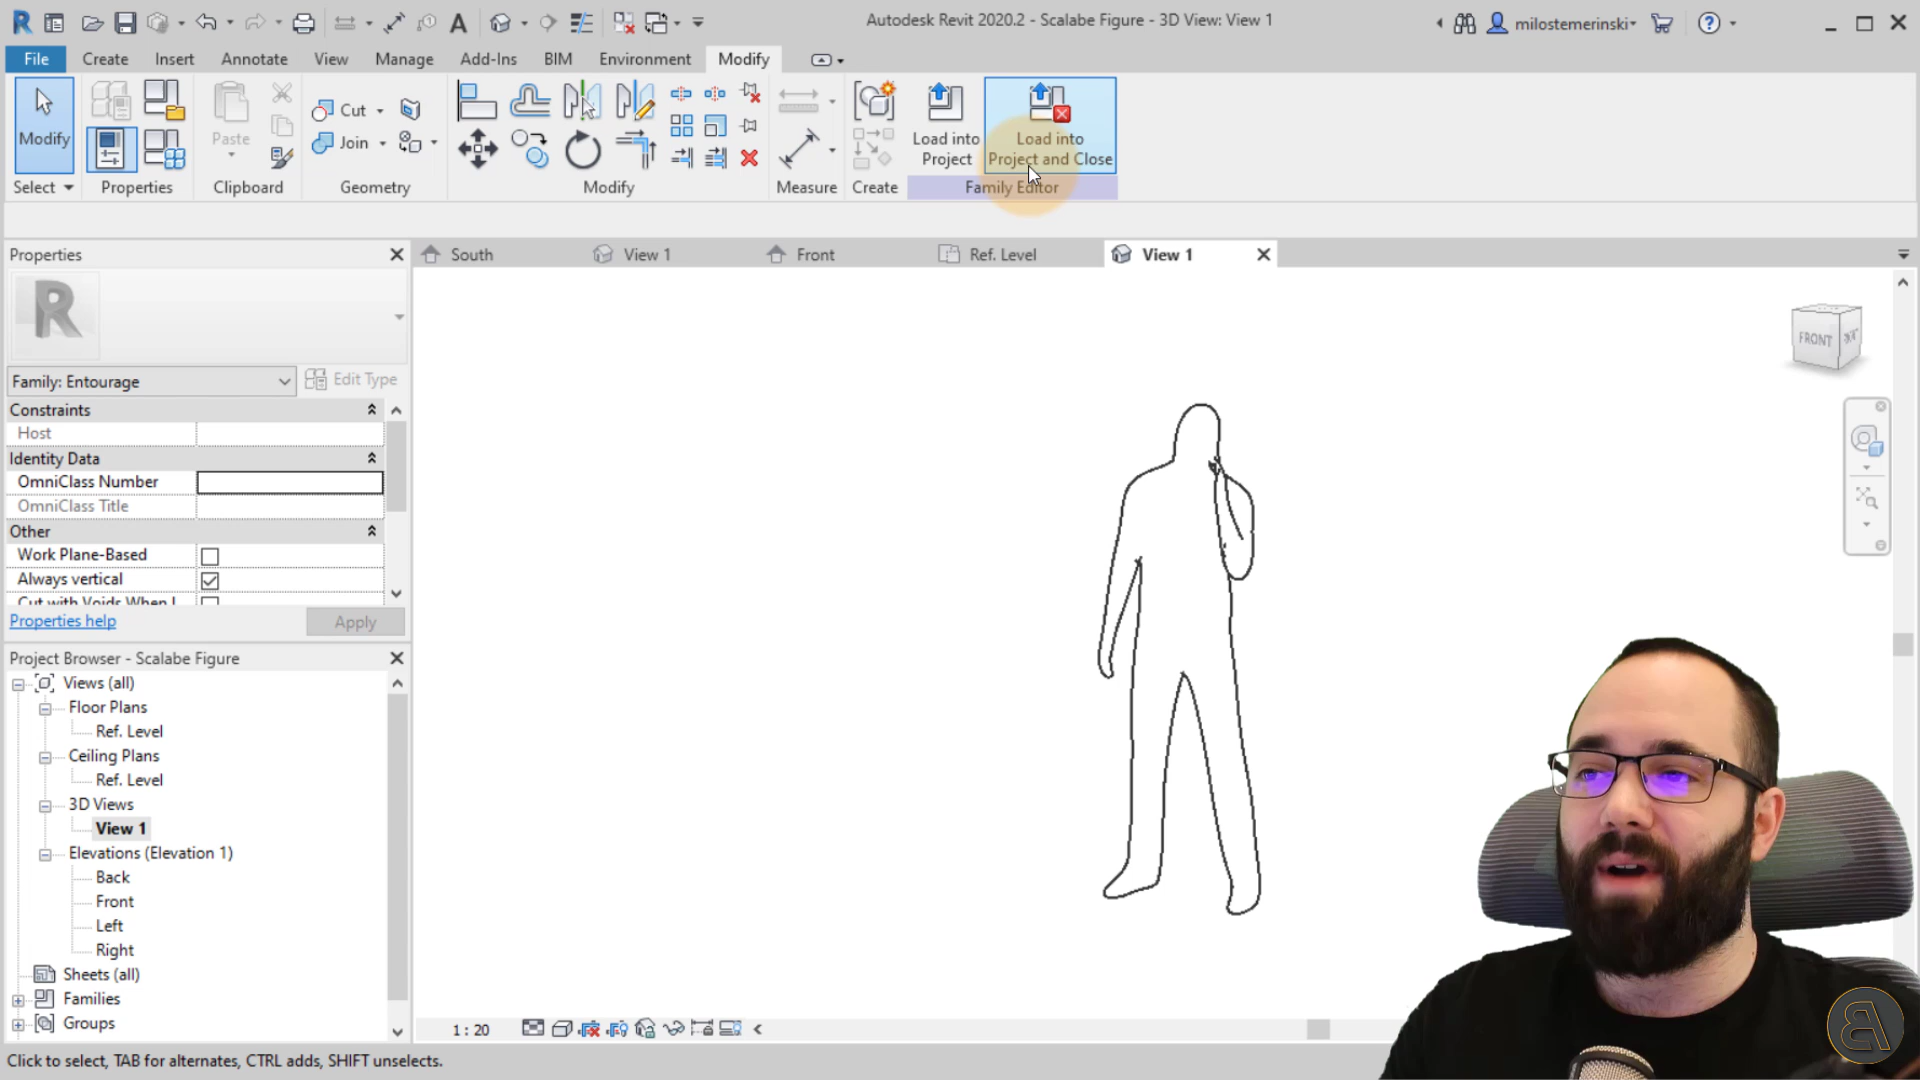 Autodesk Revit 2020.2 - Scalabe Figure - 3D View: View 1
milostemerinski
File Create Insert Annotate View Manage Add-Ins BIM Environment Modify
Modify
Cut
Join
Paste
Load into
Project
Load into
Project and Close
Select Properties Clipboard Geometry Modify Measure Create Family Editor
Properties
South View 1 Front Ref. Level View 1
FRONT
Family: Entourage
Edit Type
Constraints
Host
Identity Data
OmniClass Number
OmniClass Title
Other
Work Plane-Based
Always vertical
Properties help
Apply
Project Browser - Scalabe Figure
Views (all)
Floor Plans
Ref. Level
Ceiling Plans
Ref. Level
3D Views
View 1
Elevations (Elevation 1)
Back
Front
Left
Right
Sheets (all)
Families
Groups
1 : 20
Click to select, TAB for alternates, CTRL adds, SHIFT unselects.